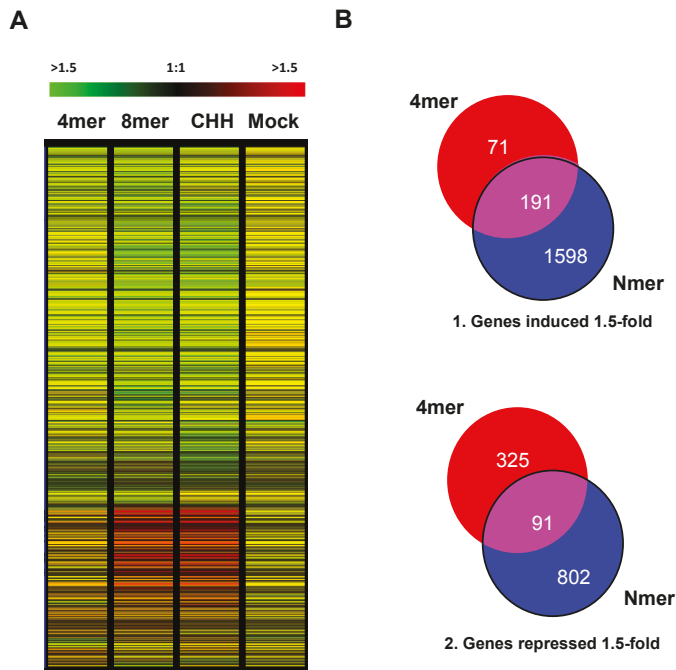 A
>1.5 1:1 >1.5
4mer 8mer CHH Mock
B
4mer
71
191
1598
Nmer
1. Genes induced 1.5-fold
4mer
325
91
802
Nmer
2. Genes repressed 1.5-fold